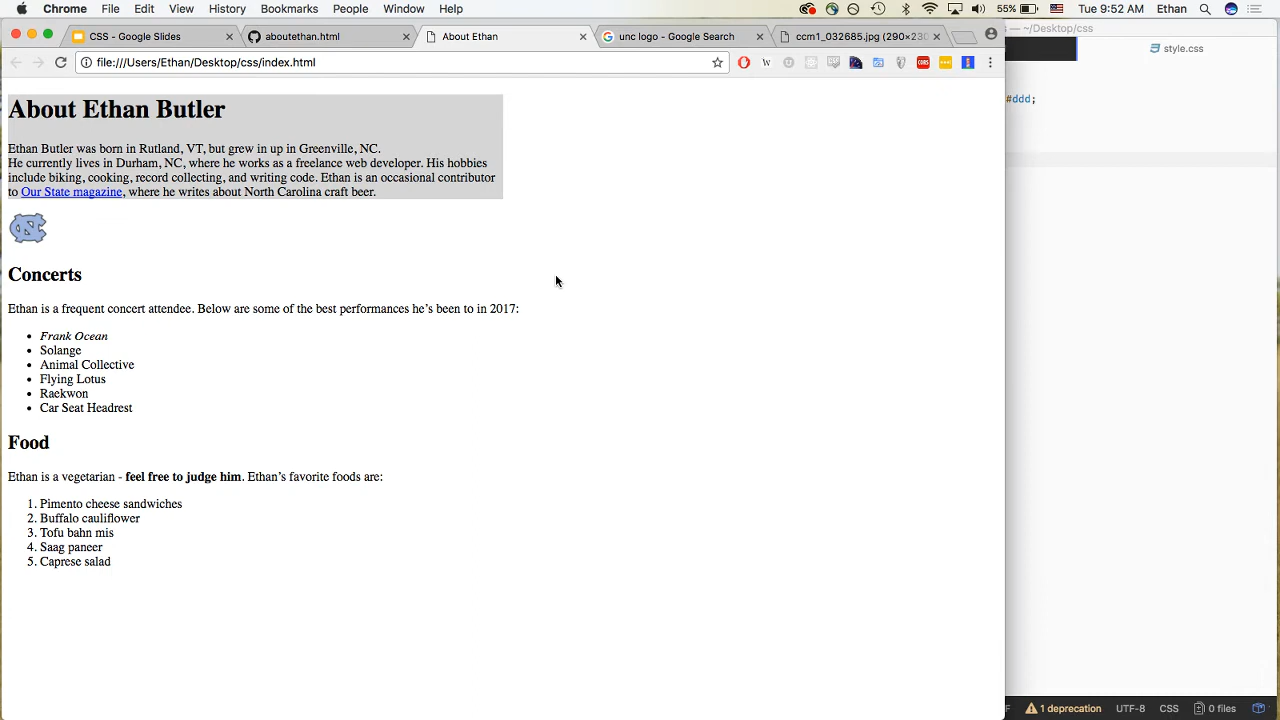 Chrome File Edit View History Bookmarks People Window Help 55% Tue 9:52 AM Ethan
CSS - Google Slides
About Ethan
unc logo - Google Search
— ~/Desktop/css
file:///Users/Ethan/Desktop/css/index.html
style.css
#ddd;
About Ethan Butler
Ethan Butler was born in Rutland, VT, but grew in up in Greenville, NC.
He currently lives in Durham, NC, where he works as a freelance web developer. His hobbies
include biking, cooking, record collecting, and writing code. Ethan is an occasional contributor
to Our State magazine, where he writes about North Carolina craft beer.
NC
Concerts
Ethan is a frequent concert attendee. Below are some of the best performances he’s been to in 2017:
• Frank Ocean
• Solange
• Animal Collective
• Flying Lotus
• Raekwon
• Car Seat Headrest
Food
Ethan is a vegetarian - feel free to judge him. Ethan’s favorite foods are:
1. Pimento cheese sandwiches
2. Buffalo cauliflower
3. Tofu bahn mis
4. Saag paneer
5. Caprese salad
1 deprecation UTF-8 CSS 0 files